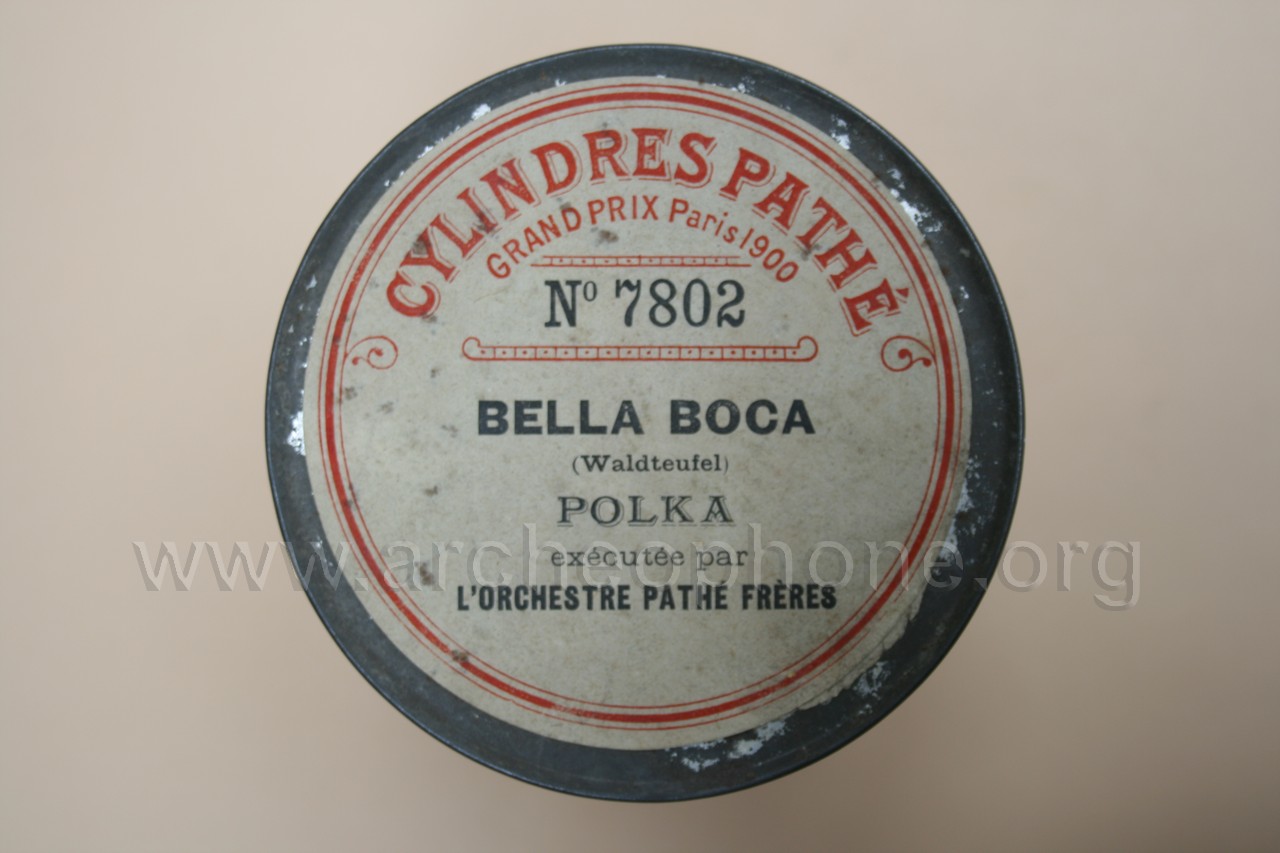 CYLINDRES PATHÉ
GRAND PRIX Paris 1900
Nº 7802
BELLA BOCA
(Waldteufel)
POLKA
exécutée par
L'ORCHESTRE PATHÉ FRÈRES
www.archeophone.org